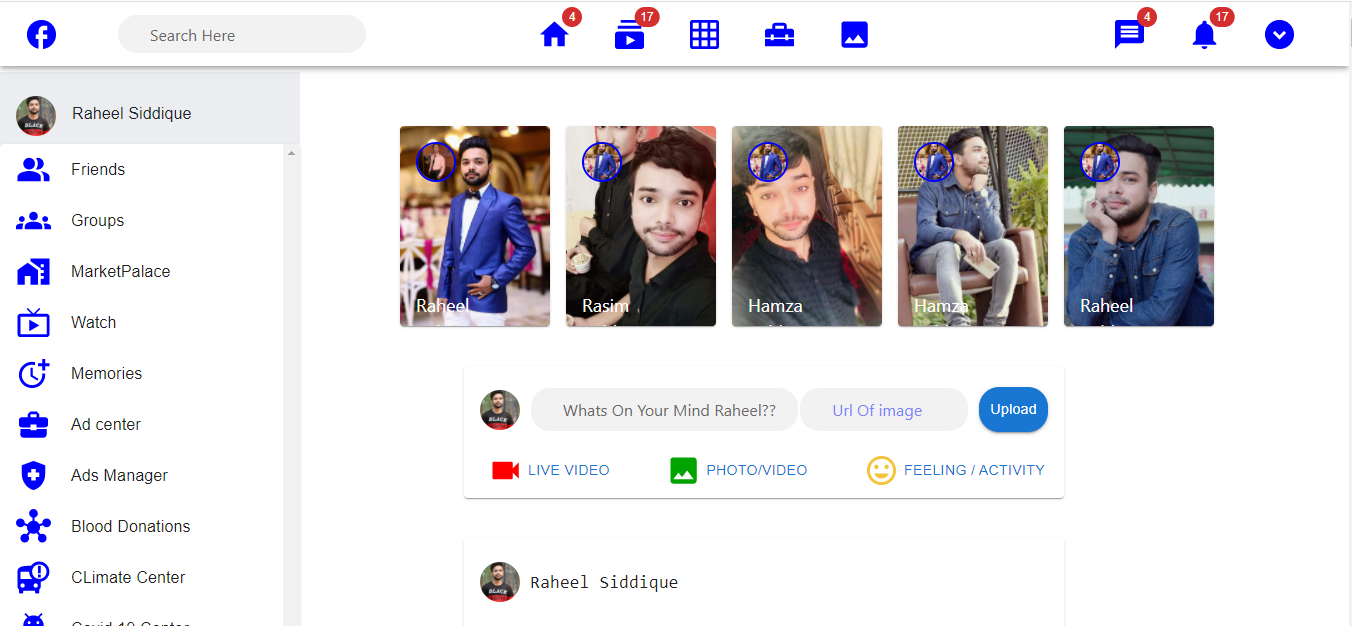 Search Here
4
17
4
17
Raheel Siddique
Friends
Groups
MarketPalace
Watch
Memories
Ad center
Ads Manager
Blood Donations
CLimate Center
Raheel
Rasim
Hamza
Hamza
Raheel
Whats On Your Mind Raheel??
Url Of image
Upload
LIVE VIDEO
PHOTO/VIDEO
FEELING / ACTIVITY
Raheel Siddique